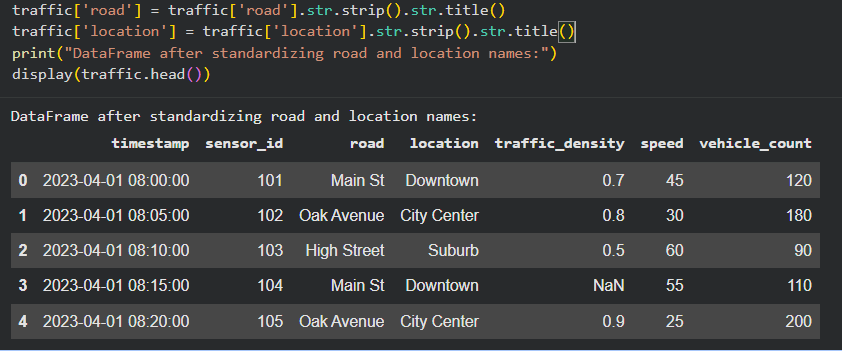 traffic['road'] = traffic['road'].str.strip().str.title()
traffic['location'] = traffic['location'].str.strip().str.title()
print("DataFrame after standardizing road and location names:")
display(traffic.head())
DataFrame after standardizing road and location names:
timestamp sensor_id road location traffic_density speed vehicle_count
0 2023-04-01 08:00:00 101 Main St Downtown 0.7 45 120
1 2023-04-01 08:05:00 102 Oak Avenue City Center 0.8 30 180
2 2023-04-01 08:10:00 103 High Street Suburb 0.5 60 90
3 2023-04-01 08:15:00 104 Main St Downtown NaN 55 110
4 2023-04-01 08:20:00 105 Oak Avenue City Center 0.9 25 200